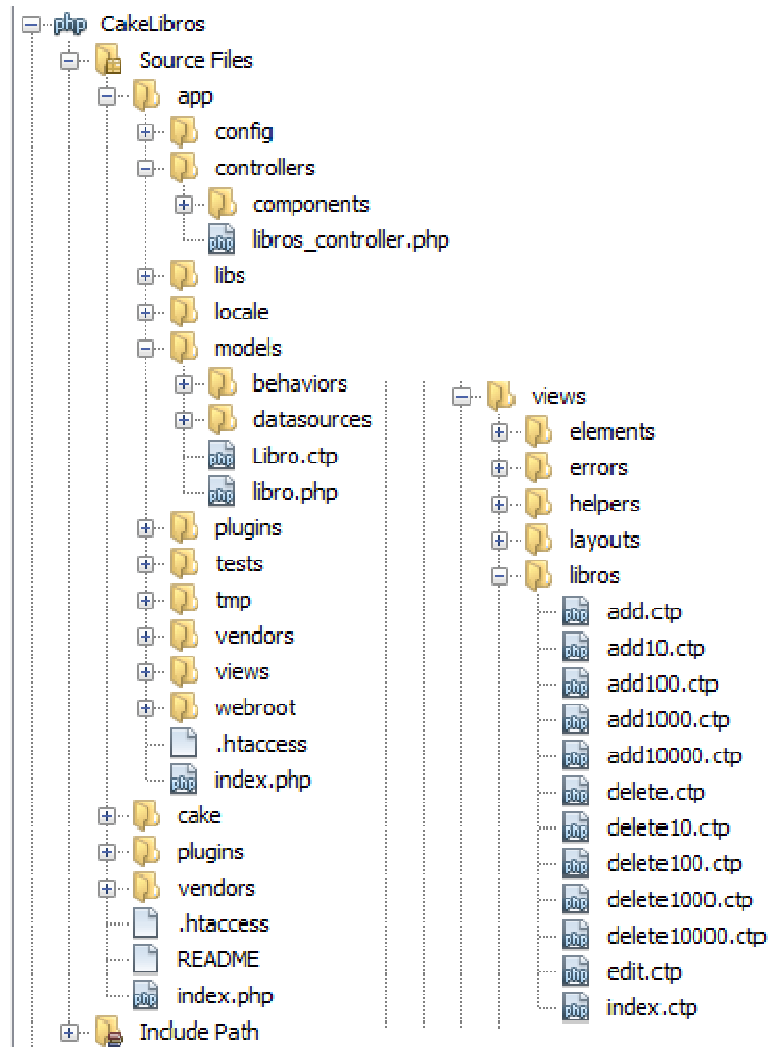 CakeLibros
Source Files
app
config
controllers
components
libros_controller.php
libs
locale
models
behaviors
datasources
Libro.ctp
libro.php
plugins
tests
tmp
vendors
views
webroot
.htaccess
index.php
cake
plugins
vendors
.htaccess
README
index.php
Include Path
views
elements
errors
helpers
layouts
libros
add.ctp
add10.ctp
add100.ctp
add1000.ctp
add10000.ctp
delete.ctp
delete10.ctp
delete100.ctp
delete1000.ctp
delete10000.ctp
edit.ctp
index.ctp